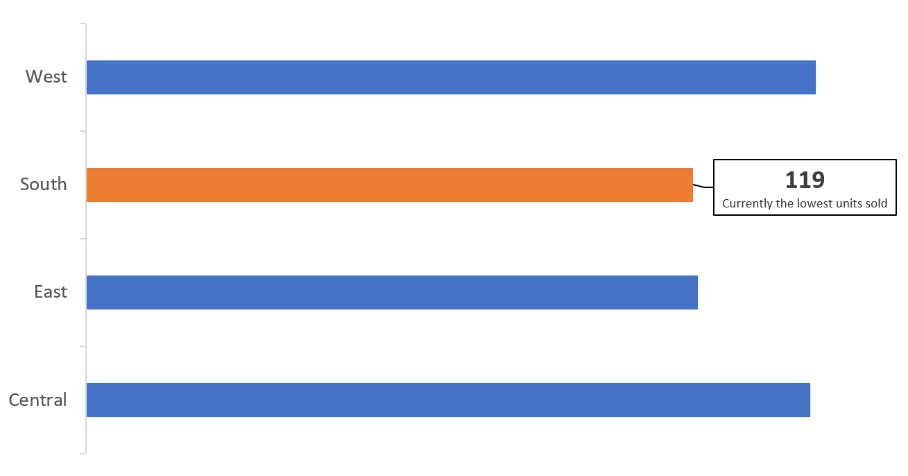 West
South
119
Currently the lowest units sold
East
Central